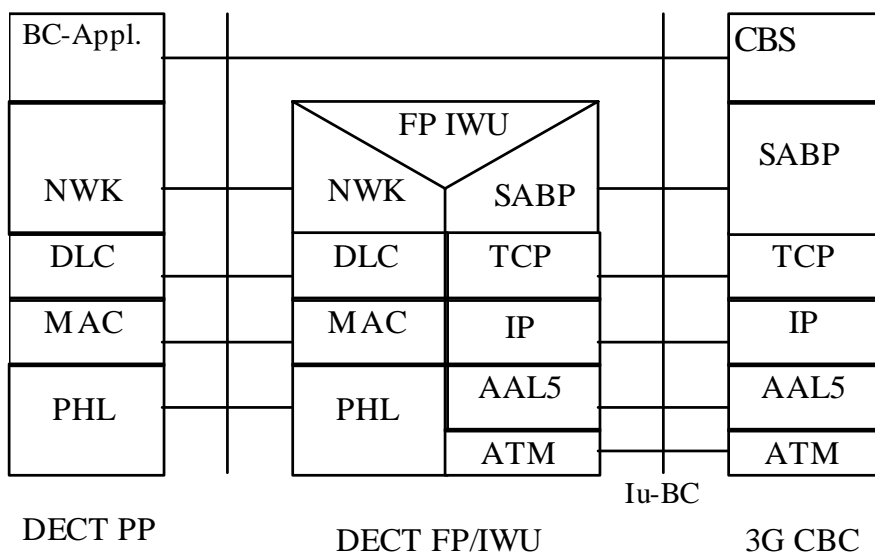 BC-Appl. CBS
FP IWU
SABP
NWK NWK SABP
DLC DLC TCP TCP
MAC MAC IP IP
PHL PHL AAL5 AAL5
ATM ATM
Iu-BC
DECT PP DECT FP/IWU 3G CBC